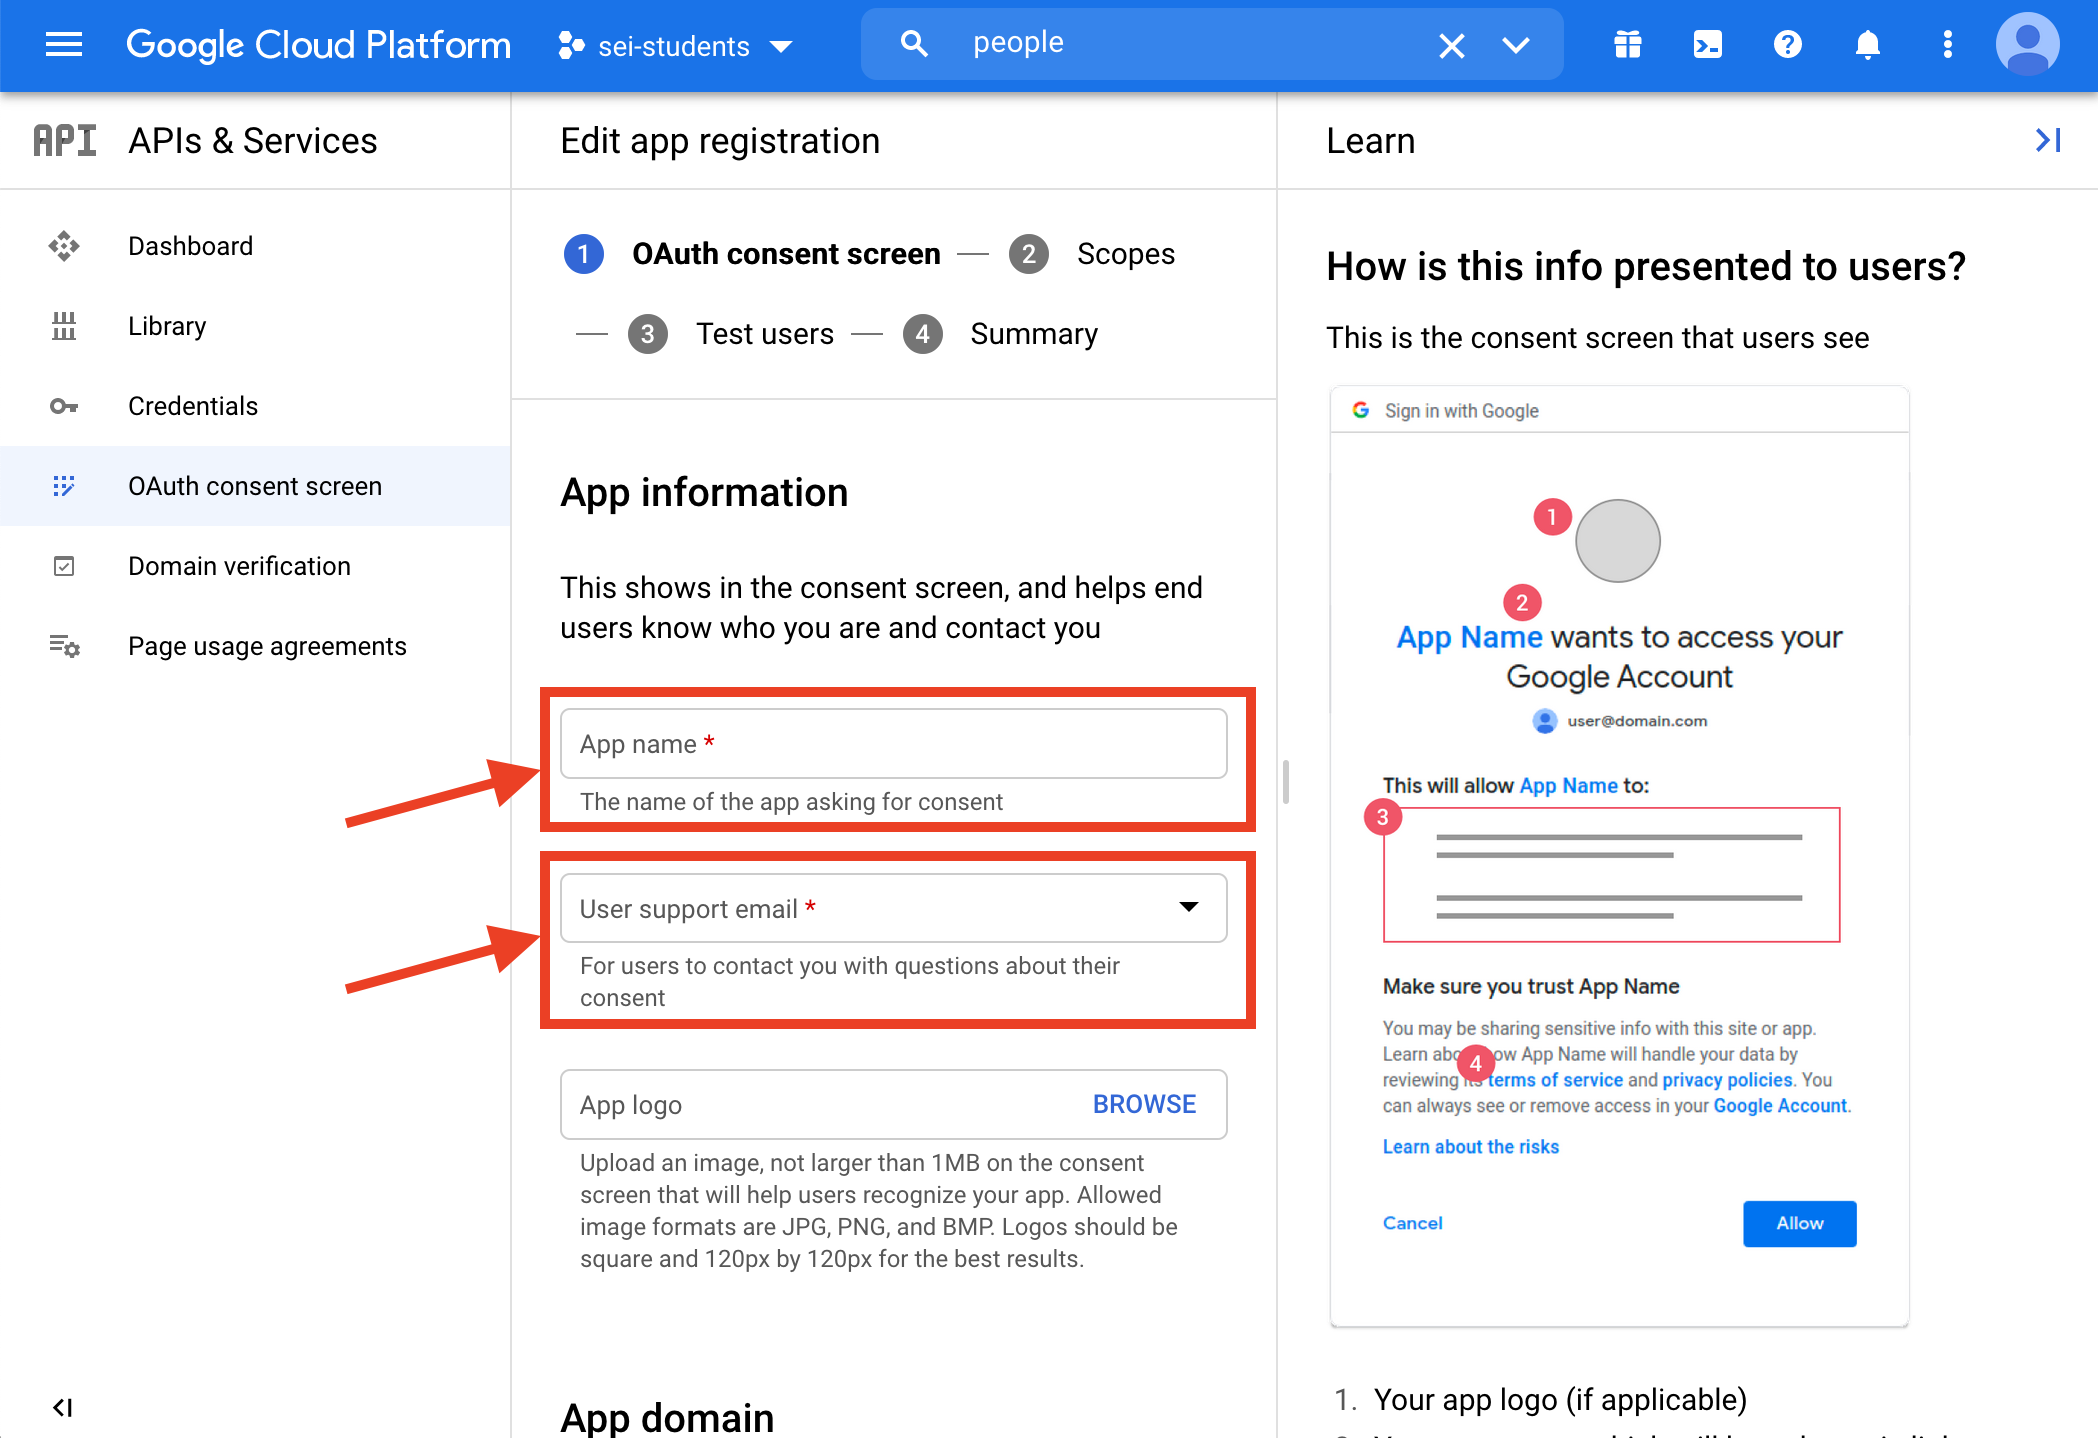 Google Cloud Platform
sei-students
people
API APIs & Services
Dashboard
Library
Credentials
OAuth consent screen
Domain verification
Page usage agreements
Edit app registration
1 OAuth consent screen — 2 Scopes
— 3 Test users — 4 Summary
App information
This shows in the consent screen, and helps end
users know who you are and contact you
App name *
The name of the app asking for consent
User support email *
For users to contact you with questions about their
consent
App logo BROWSE
Upload an image, not larger than 1MB on the consent
screen that will help users recognize your app. Allowed
image formats are JPG, PNG, and BMP. Logos should be
square and 120px by 120px for the best results.
App domain
Learn
How is this info presented to users?
This is the consent screen that users see
G Sign in with Google
1
2
App Name wants to access your
Google Account
user@domain.com
This will allow App Name to:
3
Make sure you trust App Name
You may be sharing sensitive info with this site or app.
Learn ow App Name will handle your data by
4
reviewing its terms of service and privacy policies. You
can always see or remove access in your Google Account.
Learn about the risks
Cancel Allow
1. Your app logo (if applicable)